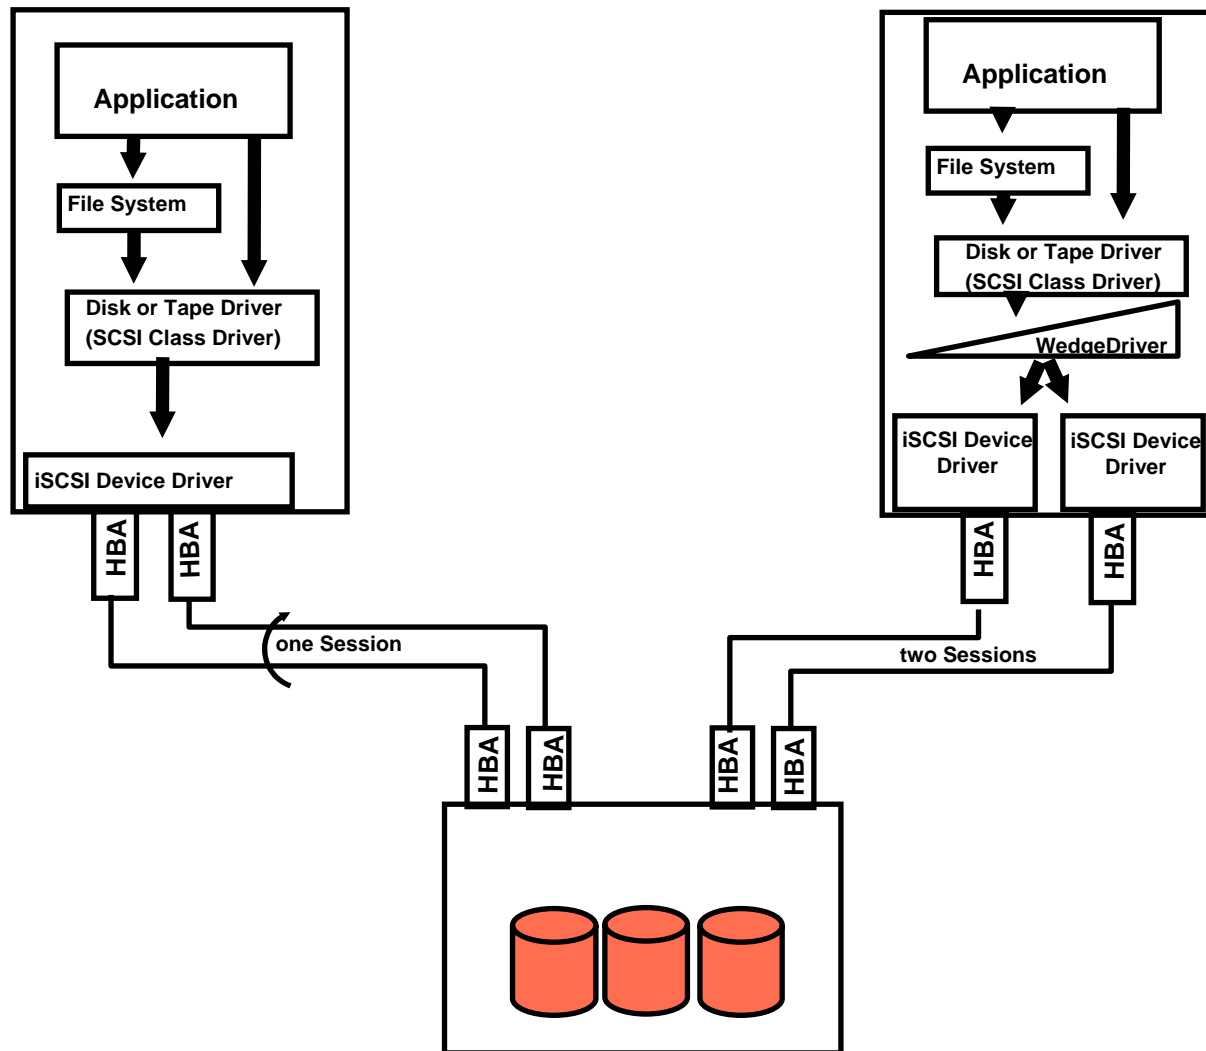 Application
File System
Disk or Tape Driver
(SCSI Class Driver)
iSCSI Device Driver
HBA
HBA
one Session
Application
File System
Disk or Tape Driver
(SCSI Class Driver)
WedgeDriver
iSCSI Device
Driver
iSCSI Device
Driver
HBA
HBA
two Sessions
HBA
HBA
HBA
HBA